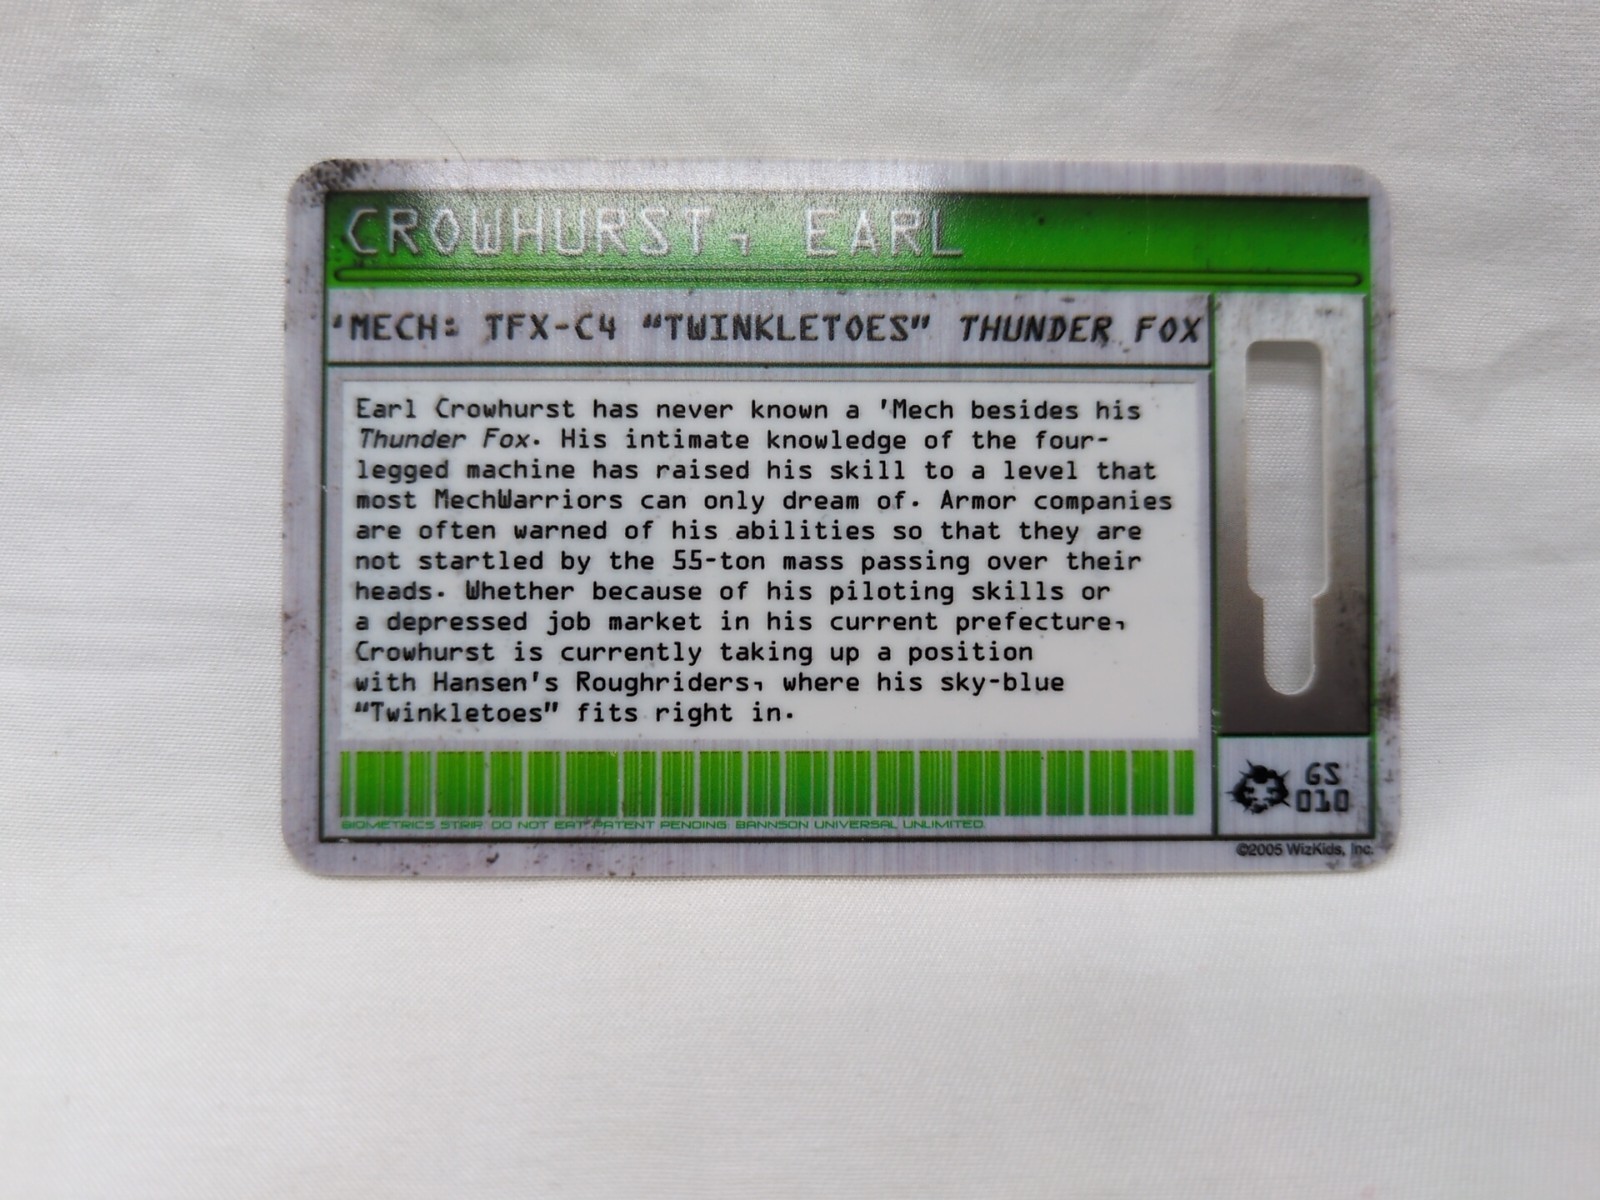 CROWHURST, EARL
'MECH: TFX-C4 "TWINKLETOES" THUNDER FOX
Earl Crowhurst has never known a 'Mech besides his
Thunder Fox. His intimate knowledge of the four-
legged machine has raised his skill to a level that
most MechWarriors can only dream of. Armor companies
are often warned of his abilities so that they are
not startled by the 55-ton mass passing over their
heads. Whether because of his piloting skills or
a depressed job market in his current prefecture,
Crowhurst is currently taking up a position
with Hansen's Roughriders, where his sky-blue
"Twinkletoes" fits right in.
BIOMETRICS STRIP. DO NOT EAT. PATENT PENDING. BANNSON UNIVERSAL UNLIMITED.
GS
010
©2005 WizKids, Inc.